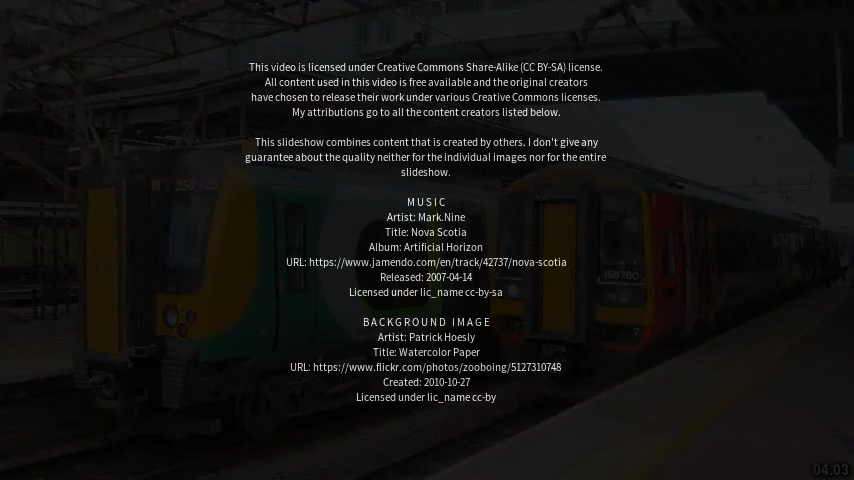 This video is licensed under Creative Commons Share-Alike (CC BY-SA) license.
All content used in this video is free available and the original creators
have chosen to release their work under various Creative Commons licenses.
My attributions go to all the content creators listed below.
This slideshow combines content that is created by others. I don't give any
guarantee about the quality neither for the individual images nor for the entire
slideshow.
MUSIC
Artist: Mark.Nine
Title: Nova Scotia
Album: Artificial Horizon
URL: https://www.jamendo.com/en/track/42737/nova-scotia
Released: 2007-04-14
Licensed under lic_name cc-by-sa
BACKGROUND IMAGE
Artist: Patrick Hoesly
Title: Watercolor Paper
URL: https://www.flickr.com/photos/zooboing/5127310748
Created: 2010-10-27
Licensed under lic_name cc-by
04.03